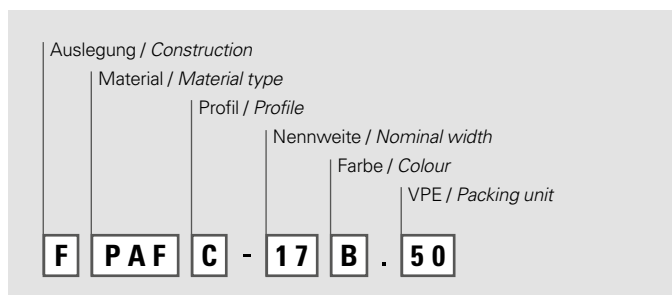 Auslegung / Construction
Material / Material type
Profil / Profile
Nennweite / Nominal width
Farbe / Colour
VPE / Packing unit
F PAF C - 17 B . 50